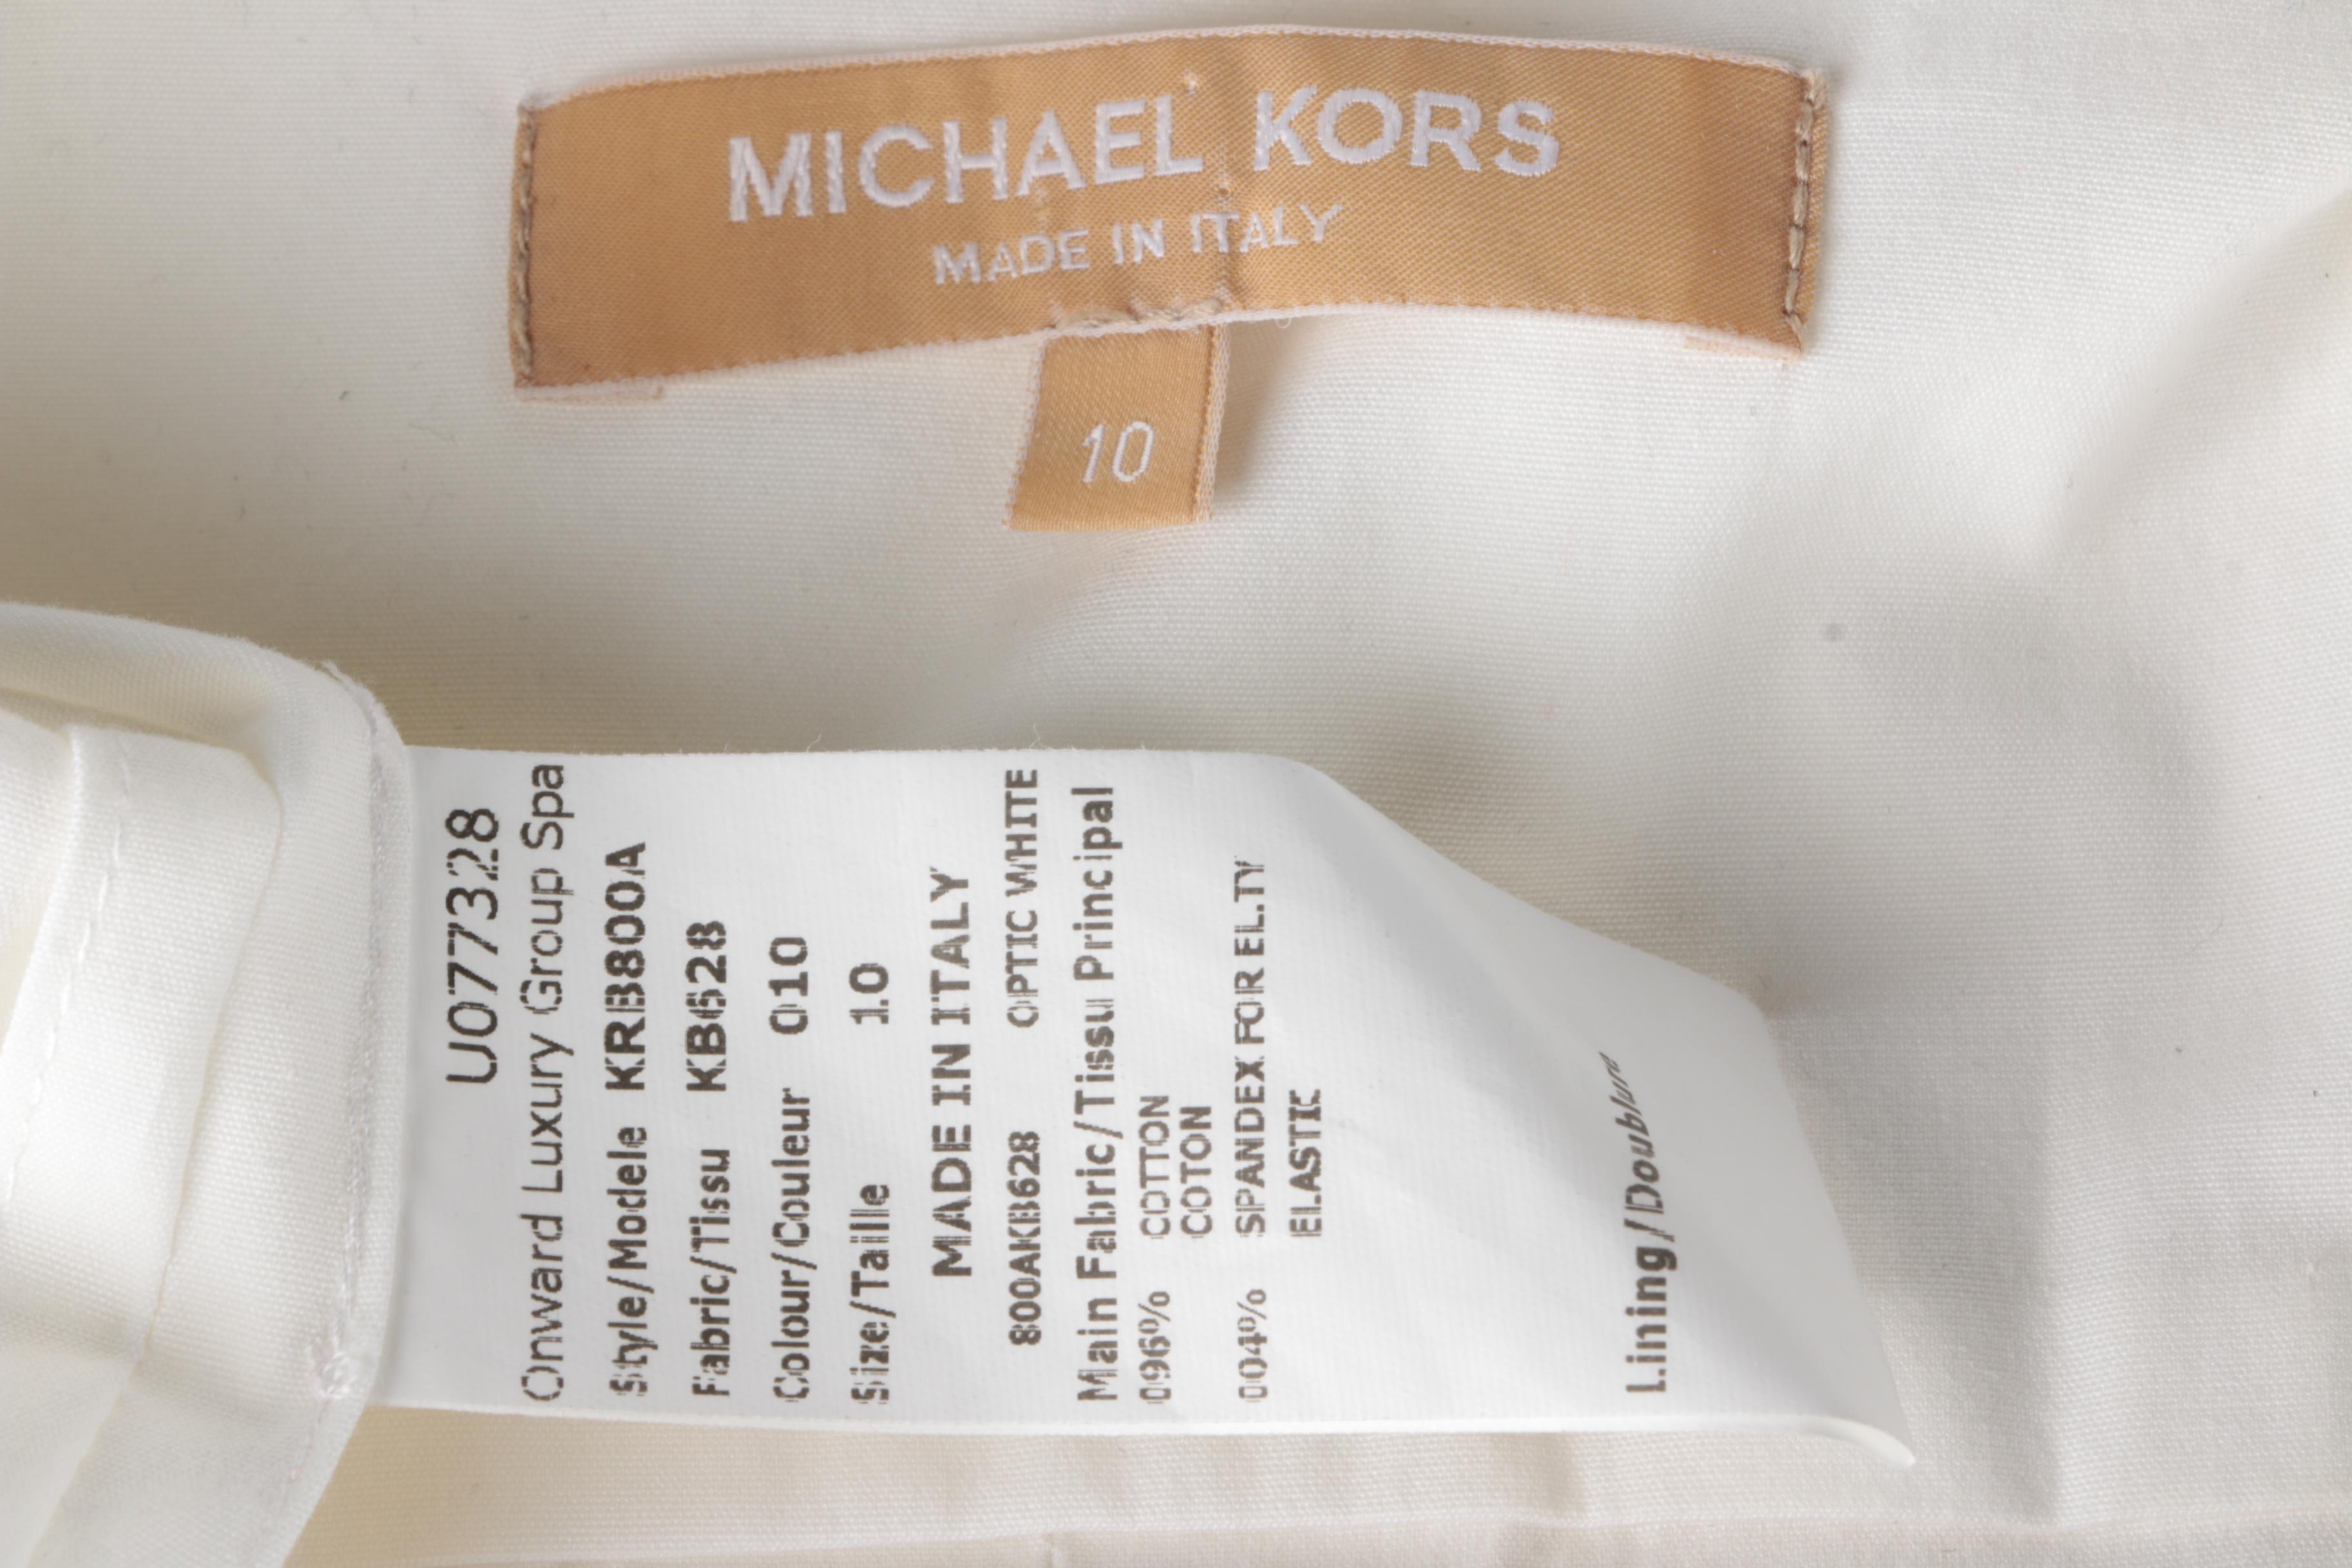 MICHAEL KORS
MADE IN ITALY
10
U077328
Onward Luxury Group Spa
Style/Modele KRB800A
Fabric/Tissu KB628
Colour/Couleur 010
Size/Taille 10
MADE IN ITALY
800AKB628 OPTIC WHITE
Main Fabric/Tissu Principal
096% COTTON
COTON
004% SPANDEX FOR EL.TY
ELASTIC
Lining/Doublure